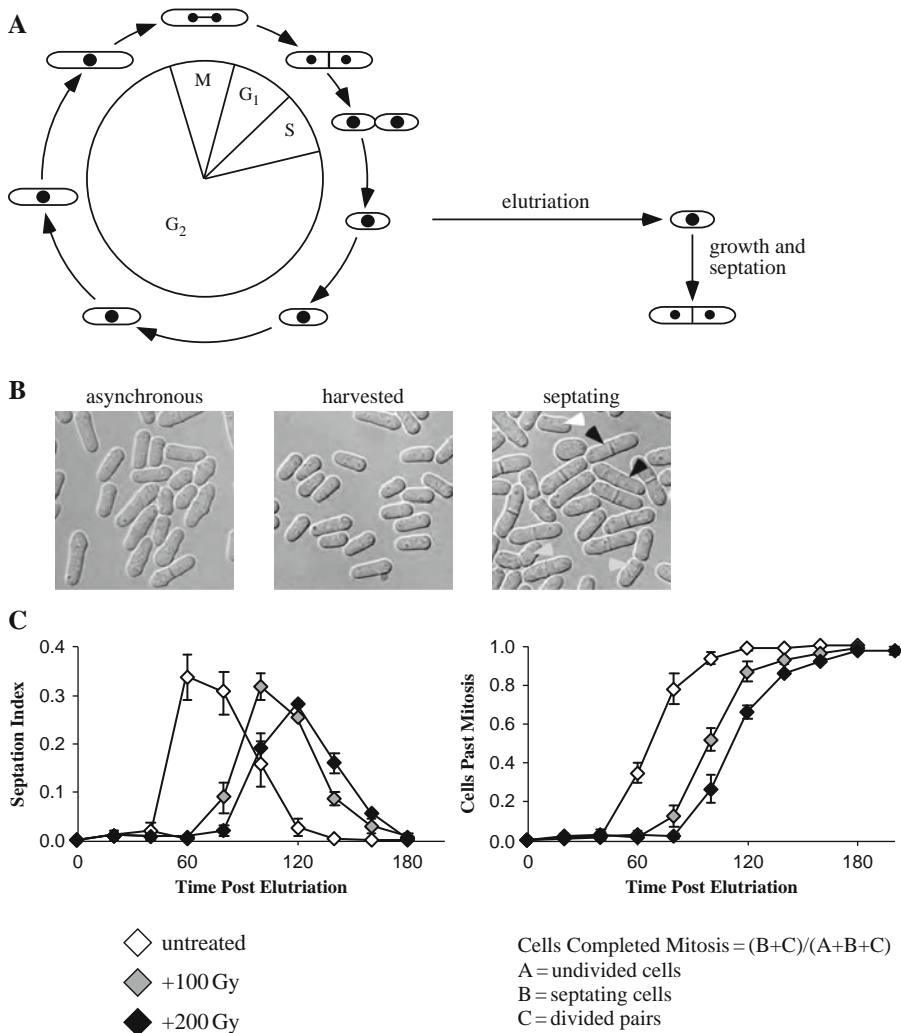 A
M
G1
S
G2
elutriation
growth and
septation
B
asynchronous
harvested
septating
C
0.4
0.3
0.2
0.1
0.0
Septation Index
0
60
120
180
Time Post Elutriation
1.0
0.8
0.6
0.4
0.2
0.0
Cells Past Mitosis
0
60
120
180
Time Post Elutriation
untreated
+100 Gy
+200 Gy
Cells Completed Mitosis = (B+C)/(A+B+C)
A = undivided cells
B = septating cells
C = divided pairs